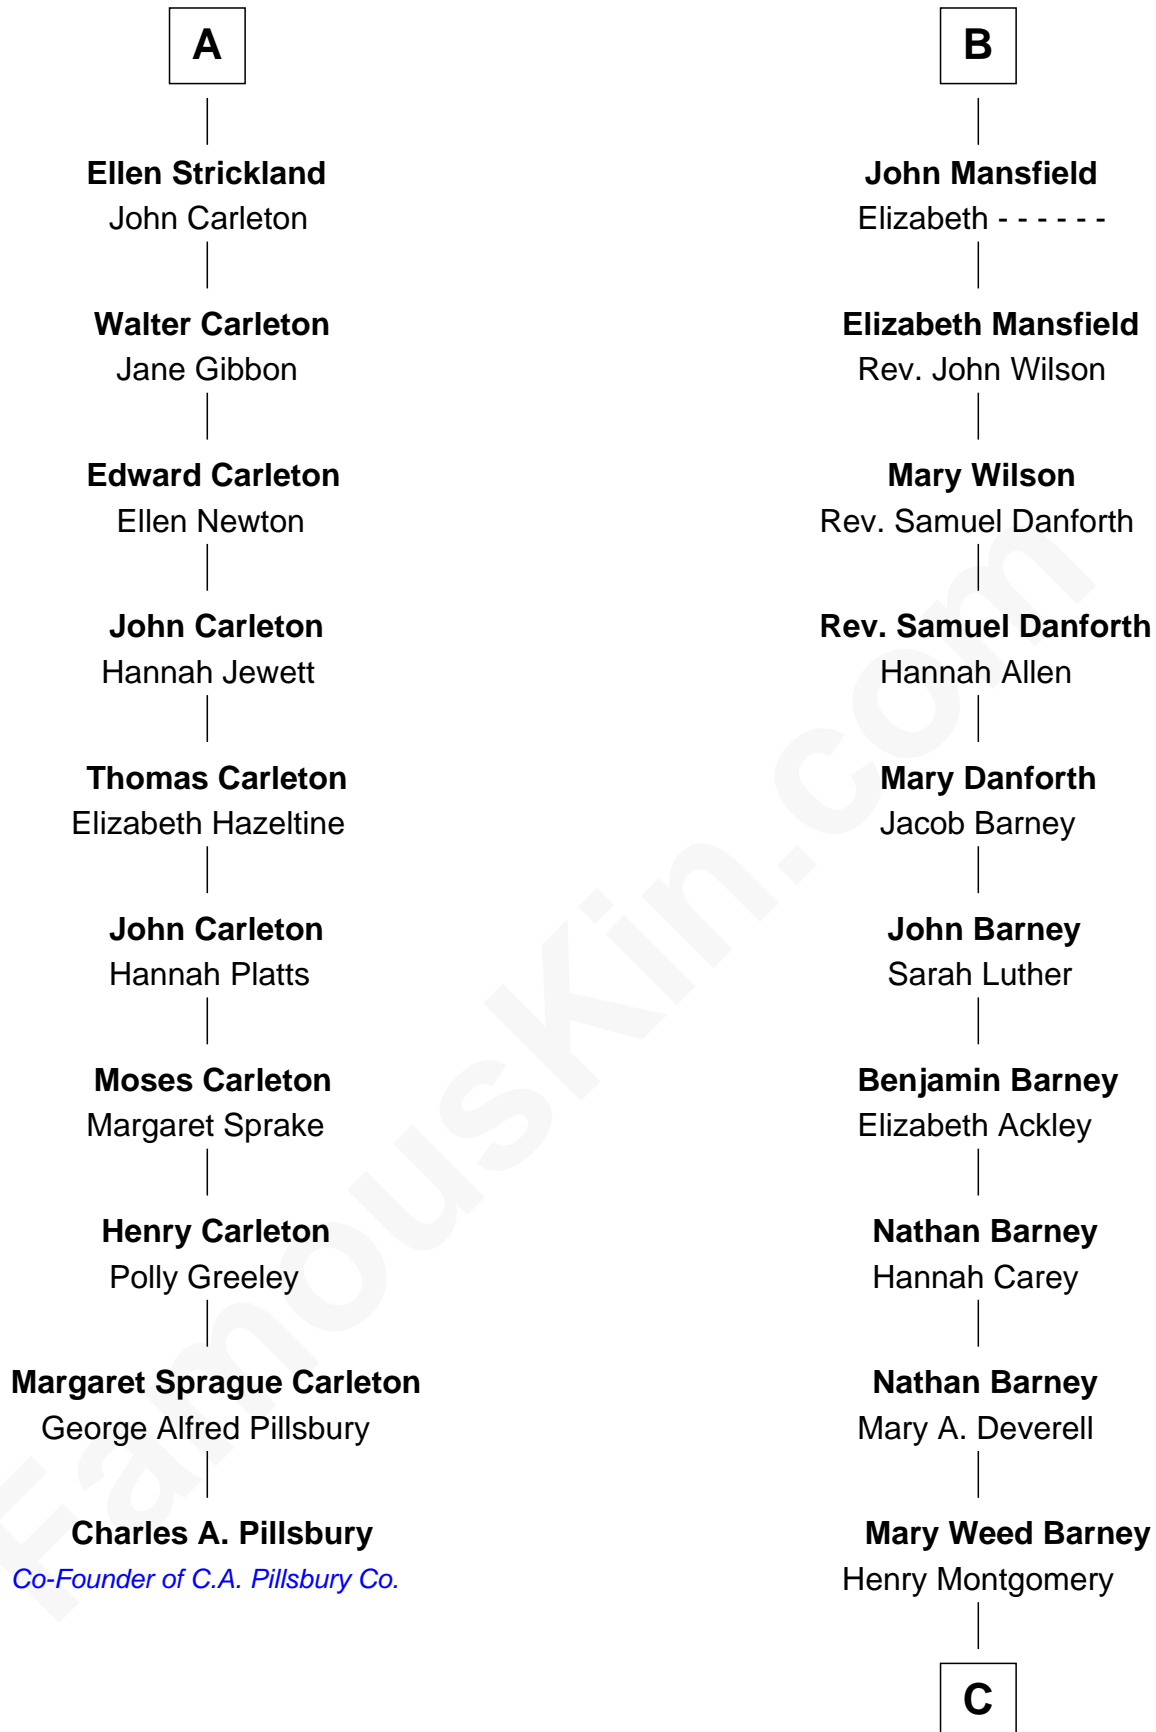 A
Ellen Strickland
John Carleton
Walter Carleton
Jane Gibbon
Edward Carleton
Ellen Newton
John Carleton
Hannah Jewett
Thomas Carleton
Elizabeth Hazeltine
John Carleton
Hannah Platts
Moses Carleton
Margaret Sprake
Henry Carleton
Polly Greeley
Margaret Sprague Carleton
George Alfred Pillsbury
Charles A. Pillsbury
Co-Founder of C.A. Pillsbury Co.
B
John Mansfield
Elizabeth - - - - - -
Elizabeth Mansfield
Rev. John Wilson
Mary Wilson
Rev. Samuel Danforth
Rev. Samuel Danforth
Hannah Allen
Mary Danforth
Jacob Barney
John Barney
Sarah Luther
Benjamin Barney
Elizabeth Ackley
Nathan Barney
Hannah Carey
Nathan Barney
Mary A. Deverell
Mary Weed Barney
Henry Montgomery
C
FamousKin.com